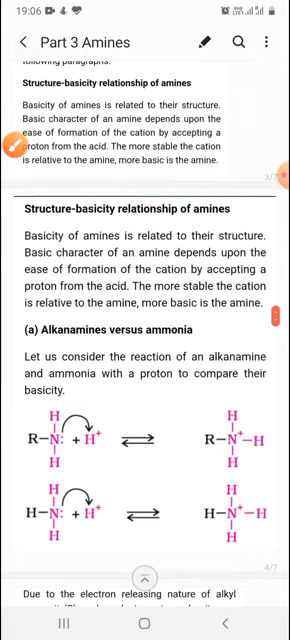 19:06
Part 3 Amines
following paragraphs.
Structure-basicity relationship of amines
Basicity of amines is related to their structure.
Basic character of an amine depends upon the
ease of formation of the cation by accepting a
proton from the acid. The more stable the cation
is relative to the amine, more basic is the amine.
3/7
Structure-basicity relationship of amines
Basicity of amines is related to their structure.
Basic character of an amine depends upon the
ease of formation of the cation by accepting a
proton from the acid. The more stable the cation
is relative to the amine, more basic is the amine.
(a) Alkanamines versus ammonia
Let us consider the reaction of an alkanamine
and ammonia with a proton to compare their
basicity.
H H
R–N: + H⁺ ⇌ R–N⁺–H
H H
H H
H–N: + H⁺ ⇌ H–N⁺–H
H H
4/7
Due to the electron releasing nature of alkyl